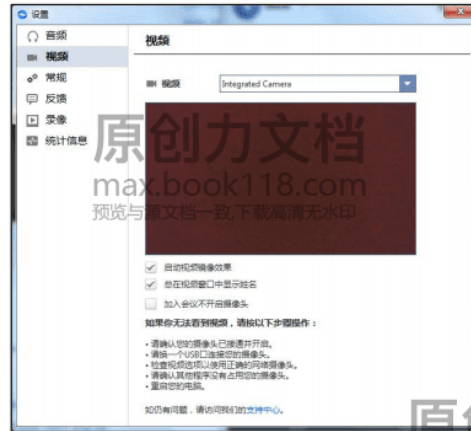 设置
音频
视频
常规
反馈
录像
统计信息
视频
视频
Integrated Camera
原创力文档
max.book118.com
预览与源文档一致,下载高清无水印
启动视频镜像效果
总在视频窗口中显示姓名
加入会议不开启摄像头
如果你无法看到视频，请按以下步骤操作：
• 请确认您的摄像头已接通并开启。
• 请换一个USB口连接您的摄像头。
• 检查视频选项以使用正确的网络摄像头。
• 请确认其他程序没有占用您的摄像头。
• 重启您的电脑。
如仍有问题，请访问我们的支持中心。
原创